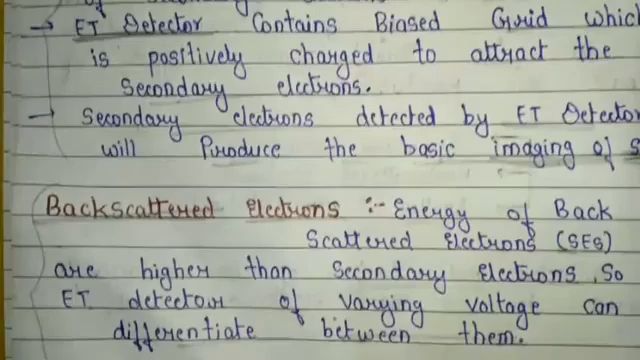 → ET Detector Contains Biased Grid which
is positively charged to attract the
Secondary electrons.
→ Secondary electrons detected by ET Detector
will Produce the basic imaging of S
Backscattered Electrons :- Energy of Back
Scattered Electrons (SEs)
are higher than Secondary Electrons, So
ET detector of varying voltage can
differentiate between them.